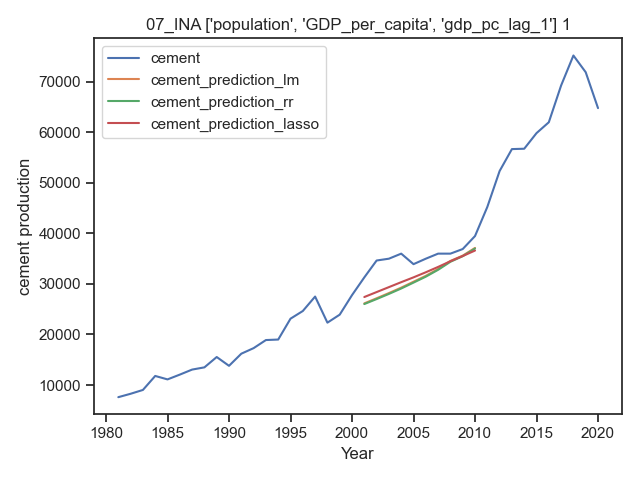 07_INA ['population', 'GDP_per_capita', 'gdp_pc_lag_1'] 1
cement
cement_prediction_lm
cement_prediction_rr
cement_prediction_lasso
cement production
70000
60000
50000
40000
30000
20000
10000
1980 1985 1990 1995 2000 2005 2010 2015 2020
Year